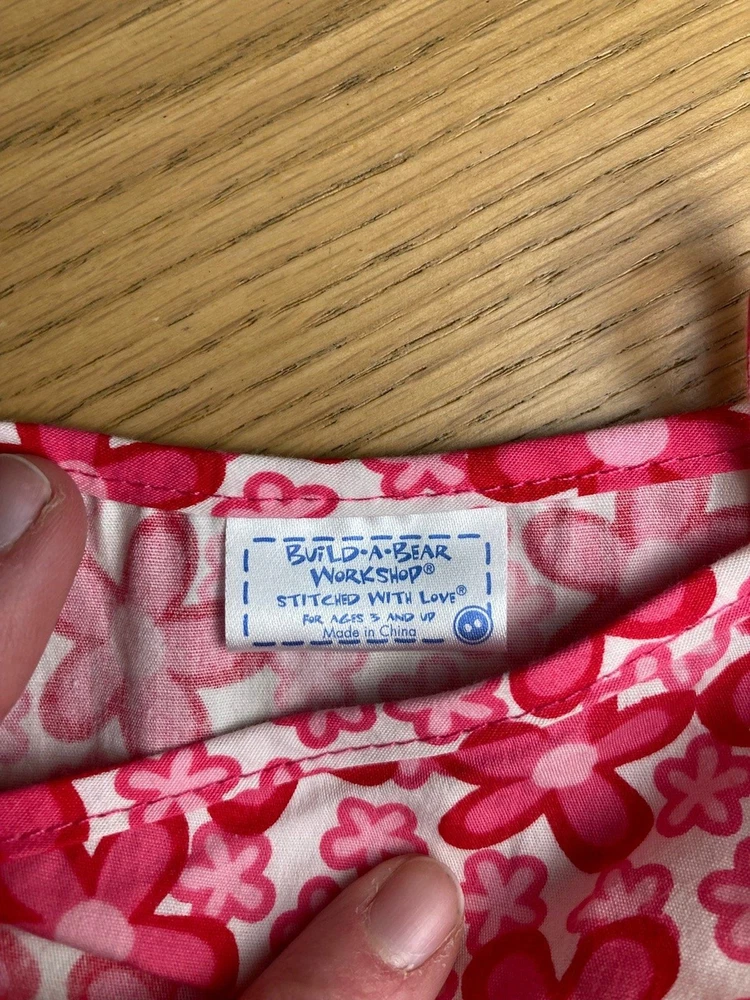 BUILD-A-BEAR
WORKSHOP®
STITCHED WITH LOVE®
FOR AGES 3 AND UP
Made in China